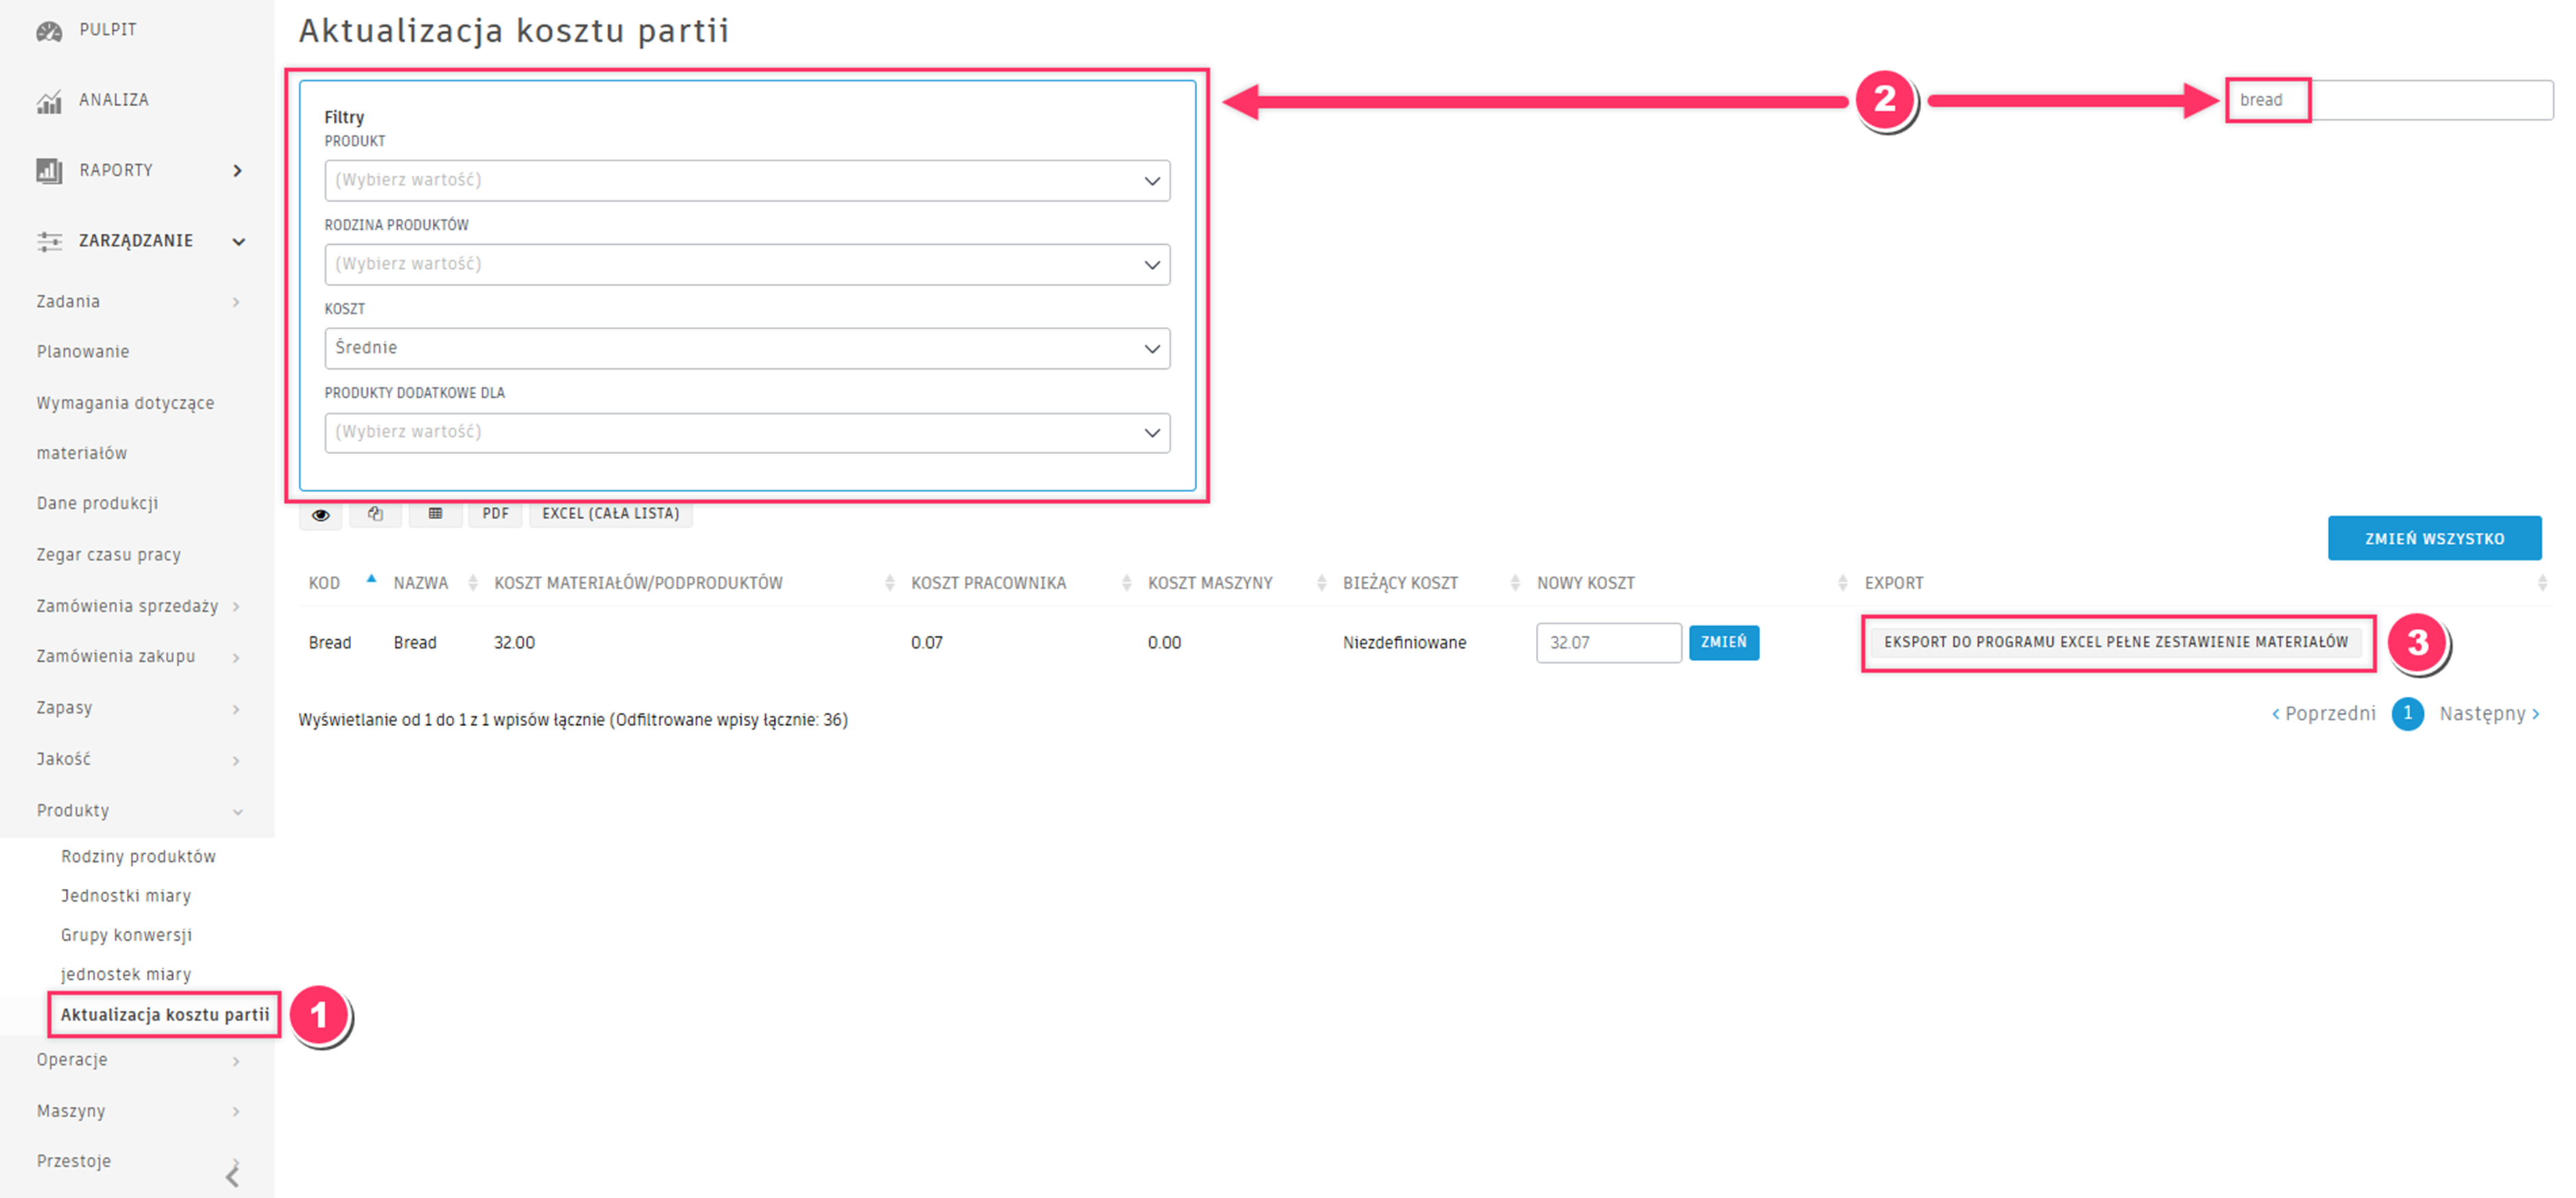 PULPIT
ANALIZA
RAPORTY
ZARZĄDZANIE
Zadania
Planowanie
Wymagania dotyczące
materiałów
Dane produkcji
Zegar czasu pracy
Zamówienia sprzedaży
Zamówienia zakupu
Zapasy
Jakość
Produkty
Rodziny produktów
Jednostki miary
Grupy konwersji
jednostek miary
Aktualizacja kosztu partii
1
Operacje
Maszyny
Przestoje
Aktualizacja kosztu partii
2
bread
Filtry
PRODUKT
(Wybierz wartość)
RODZINA PRODUKTÓW
(Wybierz wartość)
KOSZT
Średnie
PRODUKTY DODATKOWE DLA
(Wybierz wartość)
PDF EXCEL (CAŁA LISTA)
ZMIEŃ WSZYSTKO
KOD NAZWA KOSZT MATERIAŁÓW/PODPRODUKTÓW KOSZT PRACOWNIKA KOSZT MASZYNY BIEŻĄCY KOSZT NOWY KOSZT EXPORT
Bread Bread 32.00 0.07 0.00 Niezdefiniowane 32.07 ZMIEŃ EKSPORT DO PROGRAMU EXCEL PEŁNE ZESTAWIENIE MATERIAŁÓW 3
Wyświetlanie od 1 do 1 z 1 wpisów łącznie (Odfiltrowane wpisy łącznie: 36)
Poprzedni 1 Następny